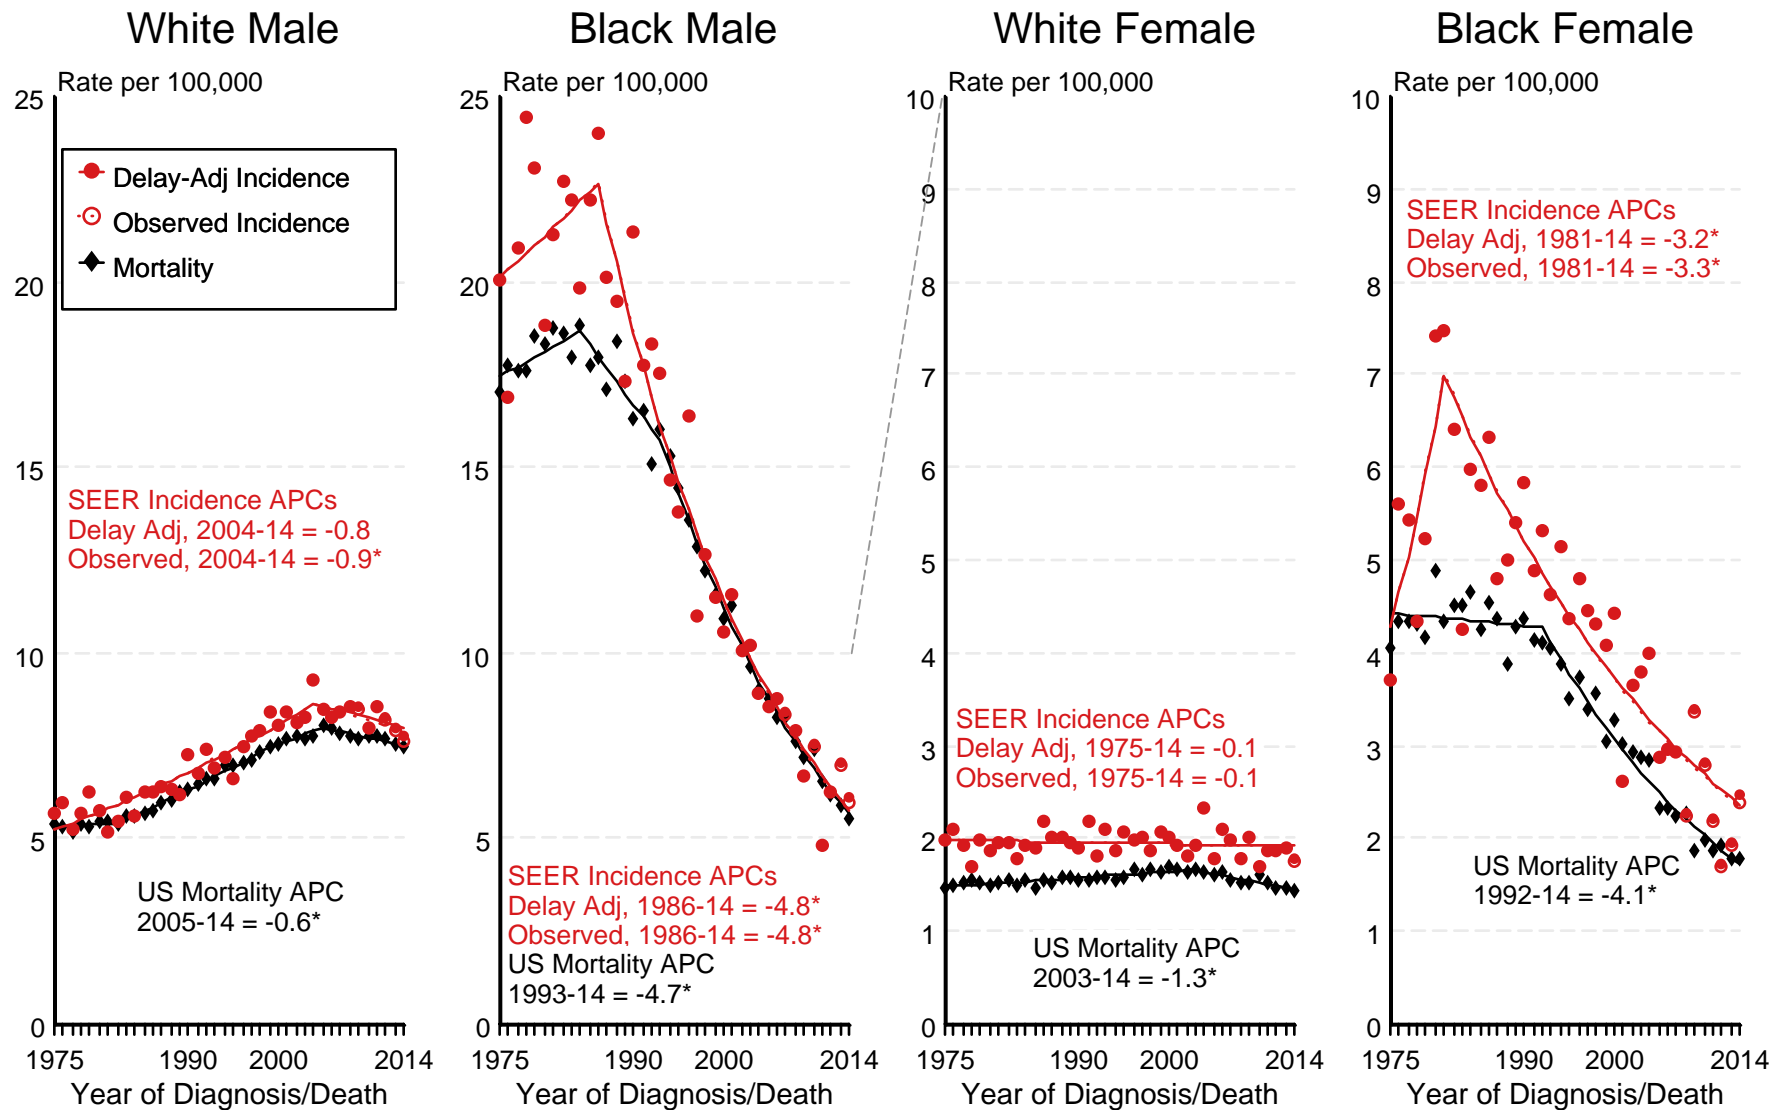 White Male
Rate per 100,000
25
20
15
10
5
0
Delay-Adj Incidence
Observed Incidence
Mortality
SEER Incidence APCs
Delay Adj, 2004-14 = -0.8
Observed, 2004-14 = -0.9*
US Mortality APC
2005-14 = -0.6*
1975 1990 2000 2014
Year of Diagnosis/Death
Black Male
Rate per 100,000
25
20
15
10
5
0
SEER Incidence APCs
Delay Adj, 1986-14 = -4.8*
Observed, 1986-14 = -4.8*
US Mortality APC
1993-14 = -4.7*
1975 1990 2000 2014
Year of Diagnosis/Death
White Female
Rate per 100,000
10
9
8
7
6
5
4
3
2
1
0
SEER Incidence APCs
Delay Adj, 1975-14 = -0.1
Observed, 1975-14 = -0.1
US Mortality APC
2003-14 = -1.3*
1975 1990 2000 2014
Year of Diagnosis/Death
Black Female
Rate per 100,000
10
9
8
7
6
5
4
3
2
1
0
SEER Incidence APCs
Delay Adj, 1981-14 = -3.2*
Observed, 1981-14 = -3.3*
US Mortality APC
1992-14 = -4.1*
1975 1990 2000 2014
Year of Diagnosis/Death